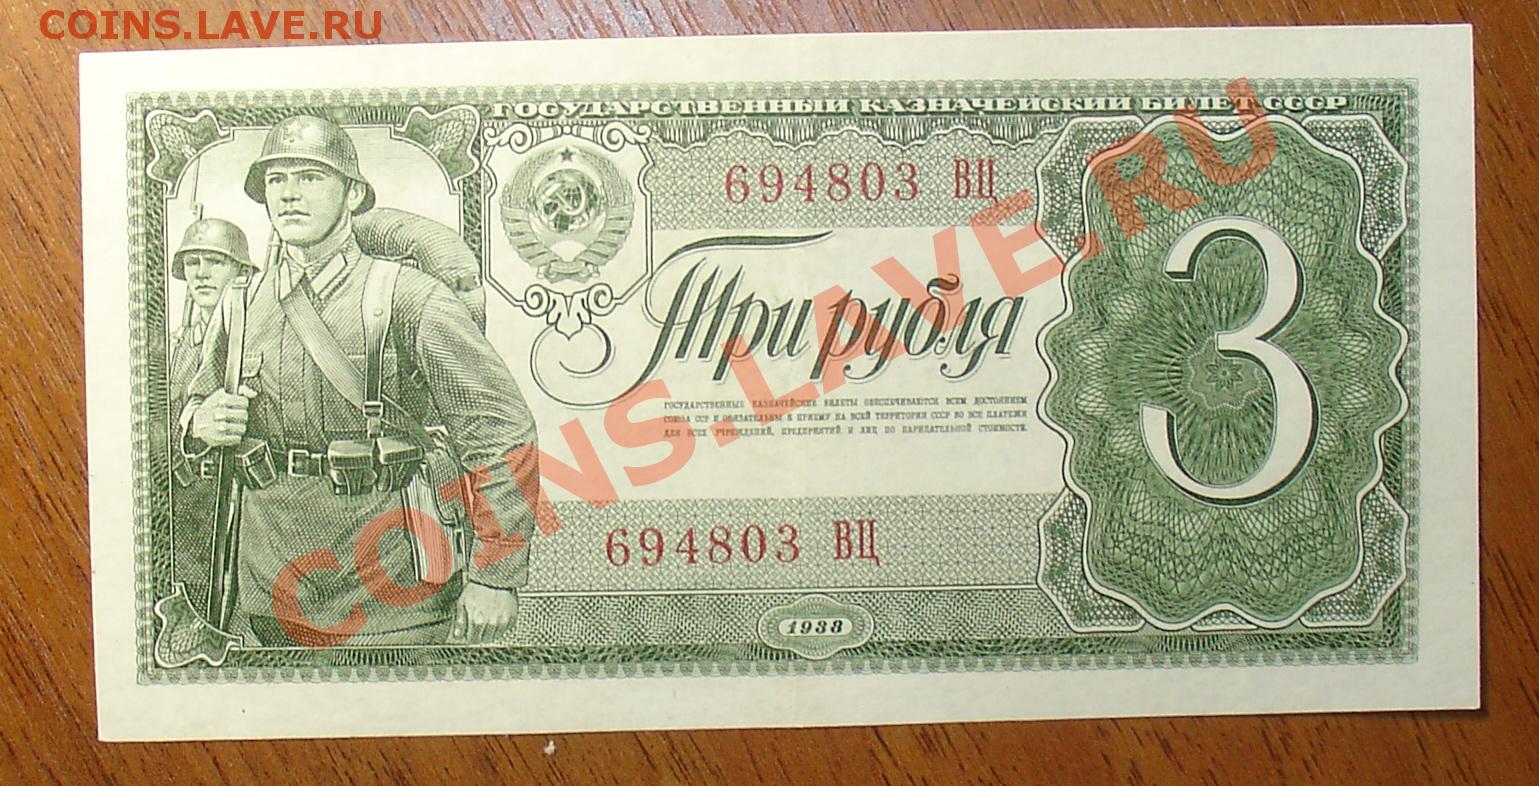 COINS.LAVE.RU
ГОСУДАРСТВЕННЫЙ КАЗНАЧЕЙСКИЙ БИЛЕТ СССР
694803 ВЦ
Три рубля
3
ГОСУДАРСТВЕННЫЕ КАЗНАЧЕЙСКИЕ БИЛЕТЫ ОБЕСПЕЧИВАЮТСЯ ВСЕМ ДОСТОЯНИЕМ
СОЮЗА ССР И ОБЯЗАТЕЛЬНЫ К ПРИЕМУ НА ВСЕЙ ТЕРРИТОРИИ СССР ВО ВСЕ ПЛАТЕЖИ
ДЛЯ ВСЕХ УЧРЕЖДЕНИЙ, ПРЕДПРИЯТИЙ И ЛИЦ ПО НАРИЦАТЕЛЬНОЙ СТОИМОСТИ.
694803 ВЦ
1938
COINS.LAVE.RU